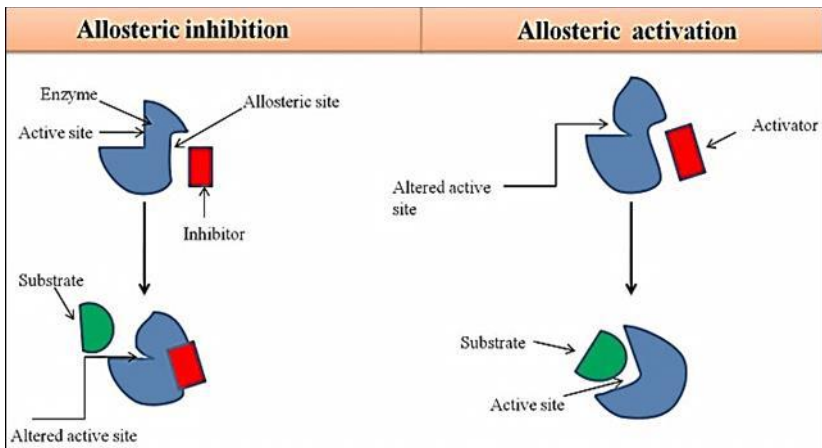 Allosteric inhibition
Enzyme
Active site
Allosteric site
Inhibitor
Substrate
Altered active site
Allosteric activation
Activator
Altered active
site
Substrate
Active site